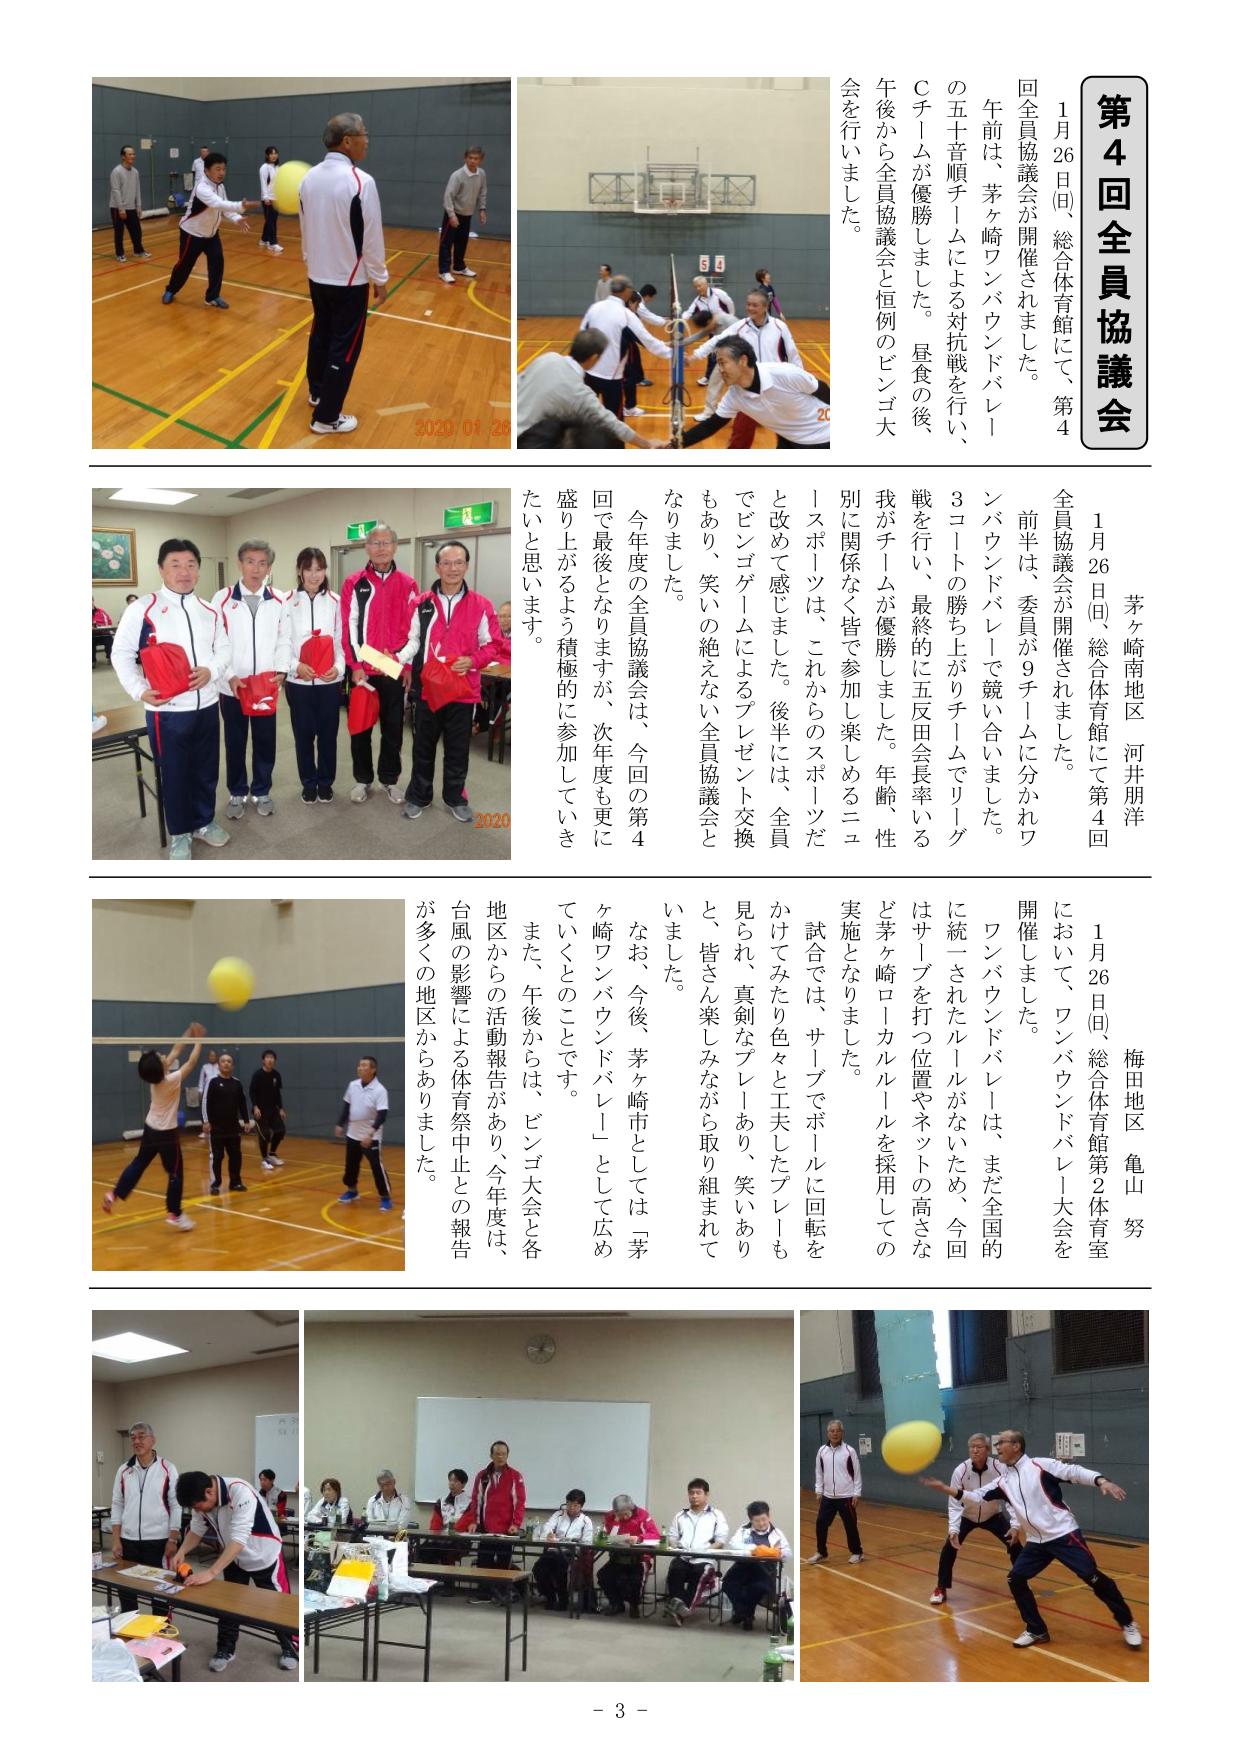 第４回全員協議会
１月26日㈰、総合体育館にて、第４
回全員協議会が開催されました。
午前は、茅ヶ崎ワンバウンドバレー
の五十音順チームによる対抗戦を行い、
Ｃチームが優勝しました。昼食の後、
午後から全員協議会と恒例のビンゴ大
会を行いました。
5 4
20
2020 01 26
茅ヶ崎南地区　河井朋洋
１月26日㈰、総合体育館にて第４回
全員協議会が開催されました。
前半は、委員が９チームに分かれワ
ンバウンドバレーで競い合いました。
３コートの勝ち上がりチームでリーグ
戦を行い、最終的に五反田会長率いる
我がチームが優勝しました。年齢、性
別に関係なく皆で参加し楽しめるニュ
ースポーツは、これからのスポーツだ
と改めて感じました。後半には、全員
でビンゴゲームによるプレゼント交換
もあり、笑いの絶えない全員協議会と
なりました。
今年度の全員協議会は、今回の第４
回で最後となりますが、次年度も更に
盛り上がるよう積極的に参加していき
たいと思います。
2020
梅田地区　亀山　努
１月26日㈰、総合体育館第２体育室
において、ワンバウンドバレー大会を
開催しました。
ワンバウンドバレーは、まだ全国的
に統一されたルールがないため、今回
はサーブを打つ位置やネットの高さな
ど茅ヶ崎ローカルルールを採用しての
実施となりました。
試合では、サーブでボールに回転を
かけてみたり色々と工夫したプレーも
見られ、真剣なプレーあり、笑いあり
と、皆さん楽しみながら取り組まれて
いました。
なお、今後、茅ヶ崎市としては「茅
ヶ崎ワンバウンドバレー」として広め
ていくとのことです。
また、午後からは、ビンゴ大会と各
地区からの活動報告があり、今年度は、
台風の影響による体育祭中止との報告
が多くの地区からありました。
- 3 -